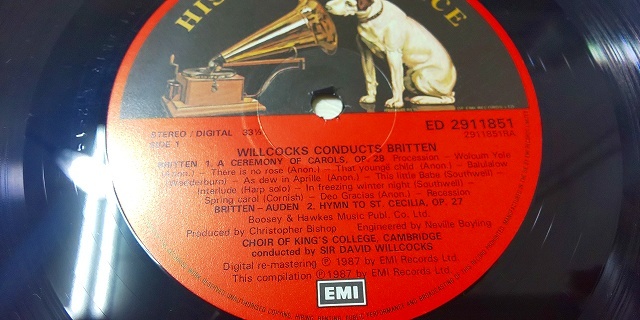 HIS CE
STEREO / DIGITAL 33⅓
SIDE 1
ED 2911851
2911851RA
WILLCOCKS CONDUCTS BRITTEN
BRITTEN 1. A CEREMONY OF CAROLS, OP. 28 Procession — Wolcum Yole
(Anon.) — There is no rose (Anon.) — That yongë child (Anon.) — Balulalow
(Wedderburn) — As dew in Aprille (Anon.) — This little Babe (Southwell) —
Interlude (Harp solo) — In freezing winter night (Southwell) —
Spring carol (Cornish) — Deo Gracias (Anon.) — Recession
BRITTEN — AUDEN 2. HYMN TO ST. CECILIA, OP. 27
Boosey & Hawkes Music Publ. Co. Ltd.
Produced by Christopher Bishop Engineered by Neville Boyling
CHOIR OF KING'S COLLEGE, CAMBRIDGE
conducted by SIR DAVID WILLCOCKS
Digital re-mastering ℗ 1987 by EMI Records Ltd.
This compilation ℗ 1987 by EMI Records Ltd.
EMI